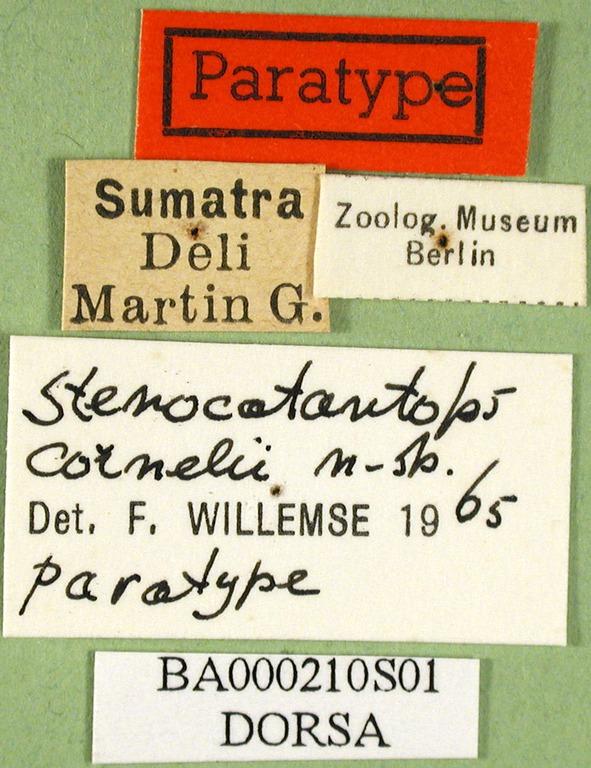 Paratype
Sumatra
Deli
Martin G.
Zoolog. Museum
Berlin
Stenocatantops
cornelii n-sp.
Det. F. WILLEMSE 1965
paratype
BA000210S01
DORSA